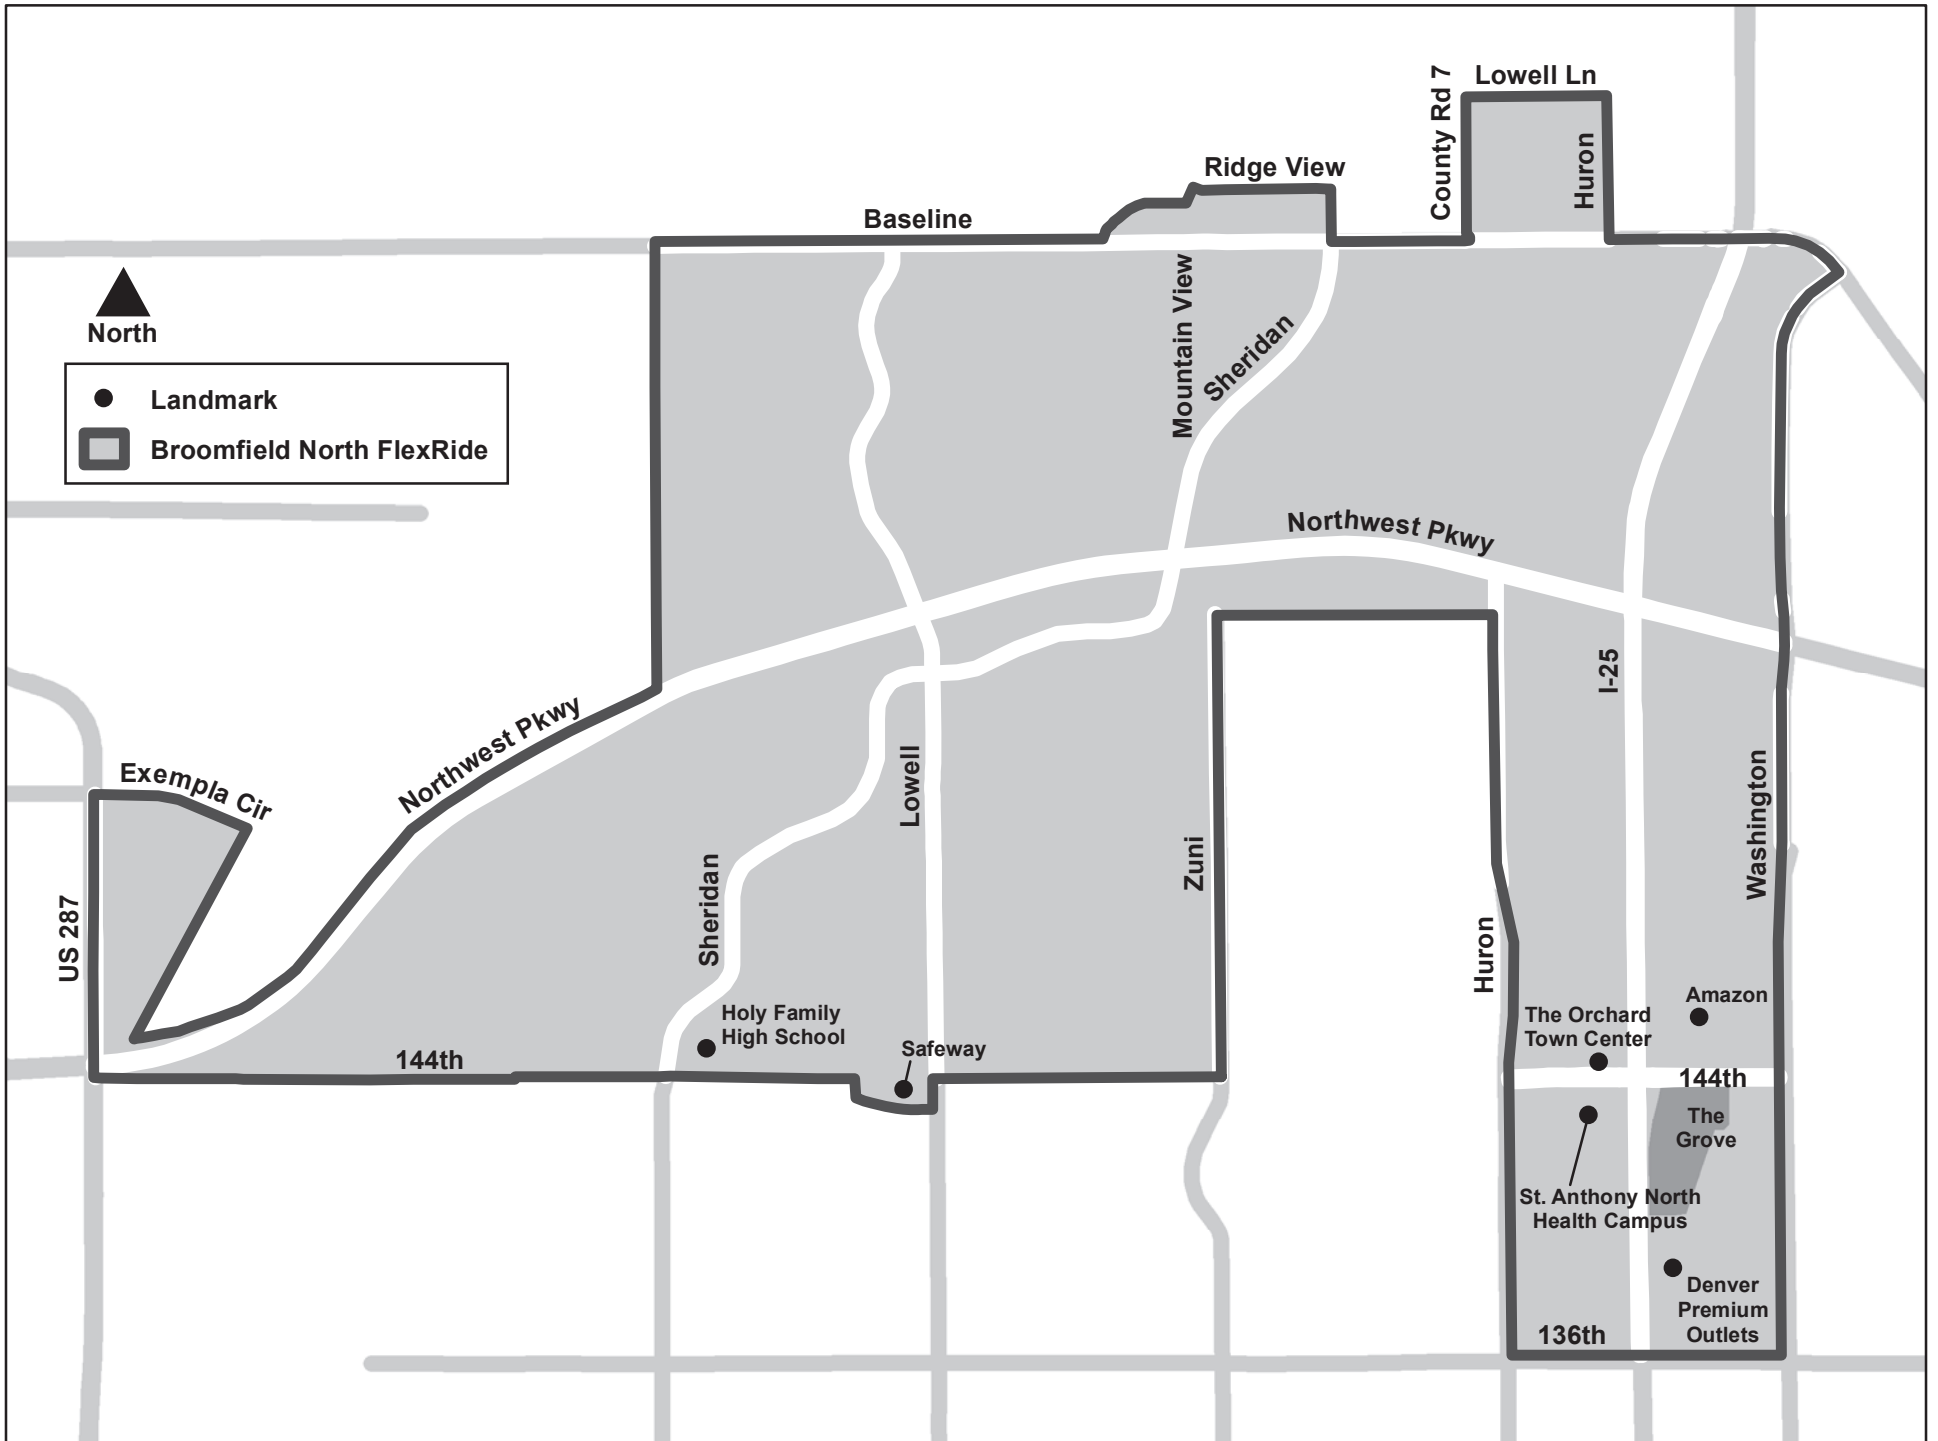 Lowell Ln
County Rd 7
Huron
Ridge View
Baseline
North
Landmark
Broomfield North FlexRide
Mountain View
Sheridan
Northwest Pkwy
I-25
Northwest Pkwy
Exempla Cir
Lowell
Washington
Zuni
Sheridan
US 287
Huron
Amazon
The Orchard
Town Center
Holy Family
High School
Safeway
144th
144th
The
Grove
St. Anthony North
Health Campus
Denver
Premium
Outlets
136th